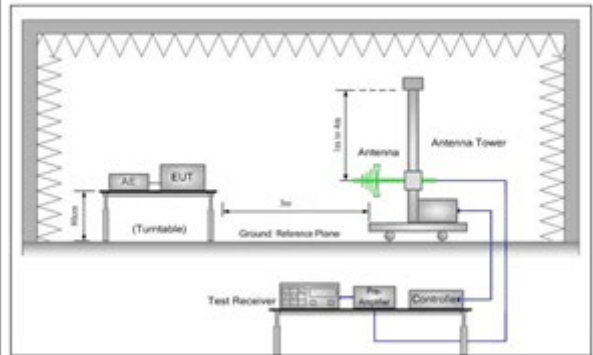 1m to 4m
Antenna Tower
Antenna
AE
EUT
80cm
(Turntable)
3m
Ground Reference Plane
Test Receiver
Pre-
Amplifier
Controller